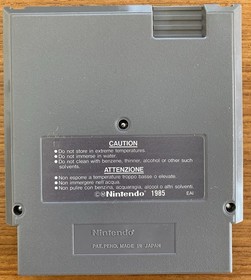 CAUTION
● Do not store in extreme temperatures.
● Do not immerse in water.
● Do not clean with benzene, thinner, alcohol or other such
solvents.
ATTENZIONE
● Non esporre a temperature troppo basse o elevate.
● Non immergere nell' acqua.
● Non pulire con benzina, acquaragia, alcol o altri solventi.
©®Nintendo® 1985 EAI
Nintendo®
PAT. PEND. MADE IN JAPAN